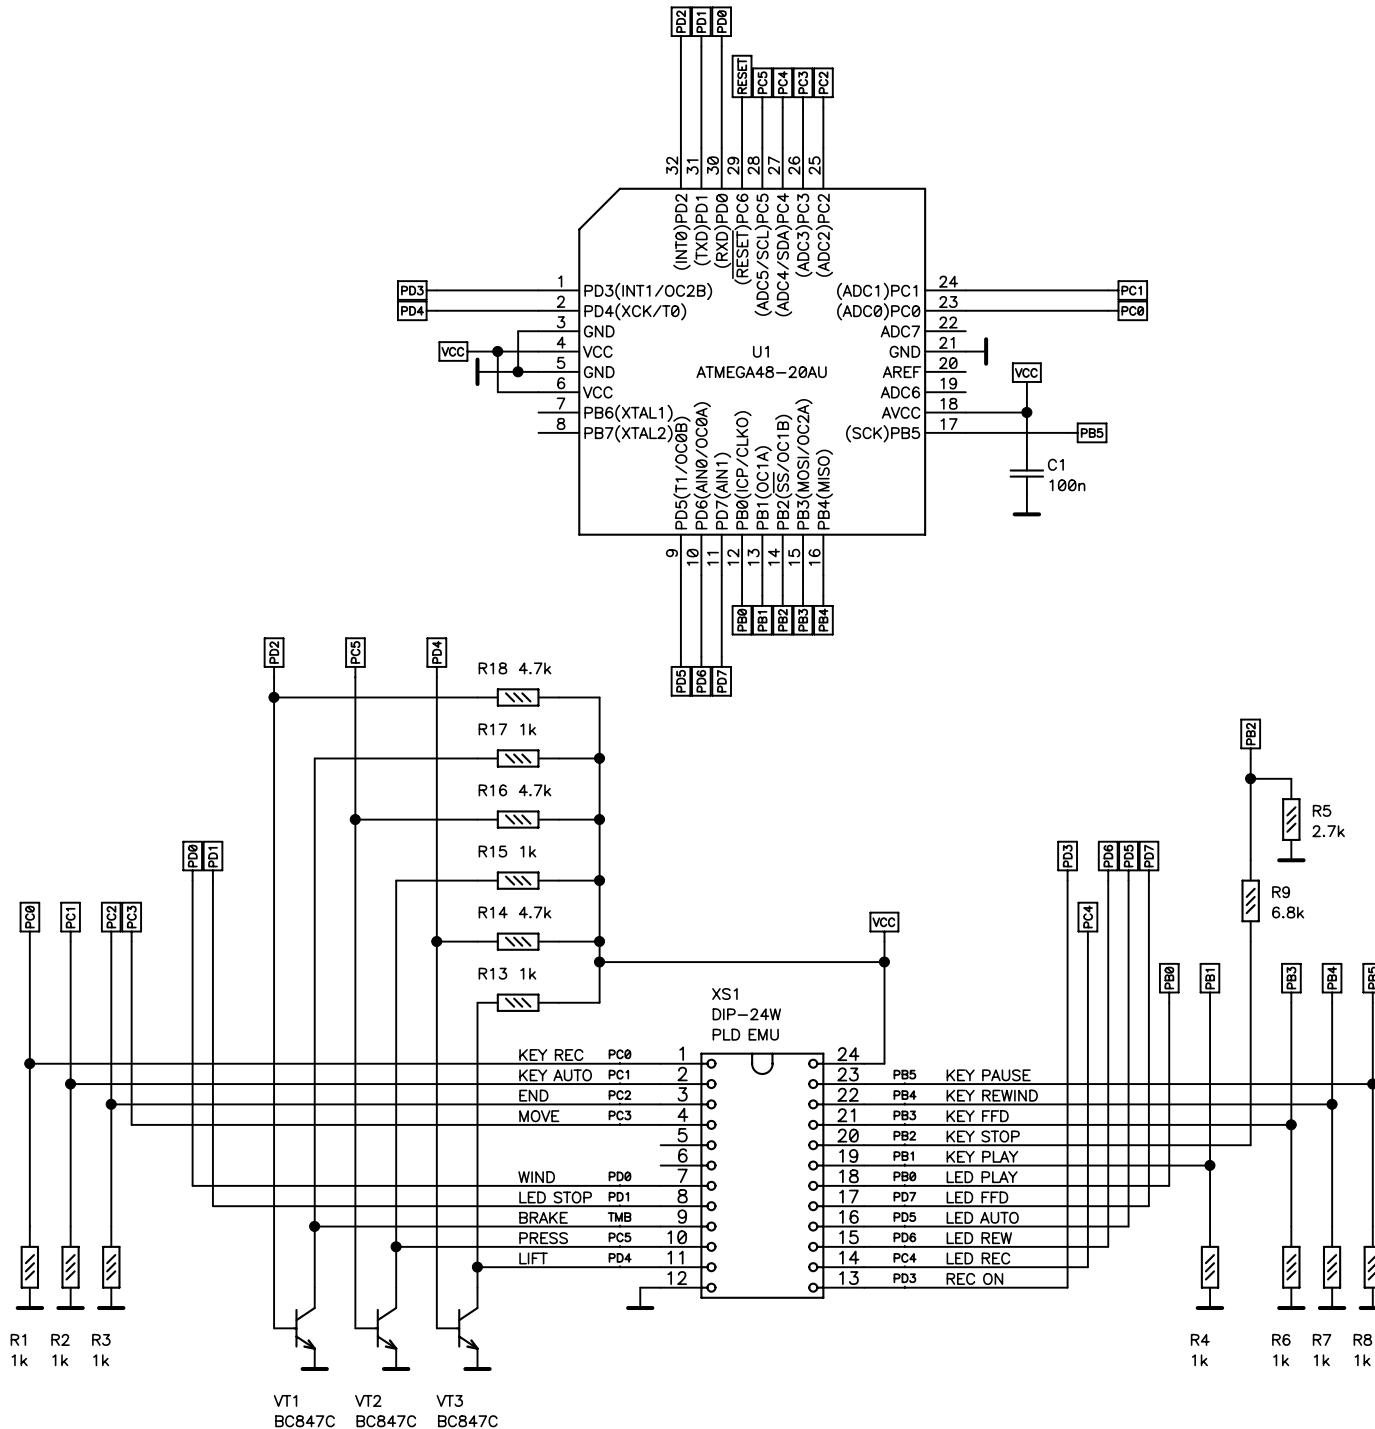 PD2 PD1 PD0
RESET PC5 PC4 PC3 PC2
32 31 30 29 28 27 26 25
(INT0)PD2
(TXD)PD1
(RXD)PD0
(RESET)PC6
(ADC5/SCL)PC5
(ADC4/SDA)PC4
(ADC3)PC3
(ADC2)PC2
PD3 1 PD3(INT1/OC2B)
PD4 2 PD4(XCK/T0)
3 GND
VCC 4 VCC
5 GND
6 VCC
7 PB6(XTAL1)
8 PB7(XTAL2)
U1
ATMEGA48-20AU
(ADC1)PC1 24 PC1
(ADC0)PC0 23 PC0
ADC7 22
GND 21
AREF 20
ADC6 19
AVCC 18
(SCK)PB5 17 PB5
VCC
C1
100n
PD5(T1/OC0B)
PD6(AIN0/OC0A)
PD7(AIN1)
PB0(ICP/CLKO)
PB1(OC1A)
PB2(SS/OC1B)
PB3(MOSI/OC2A)
PB4(MISO)
9 10 11 12 13 14 15 16
PB0 PB1 PB2 PB3 PB4
PD5 PD6 PD7
PD2 PC5 PD4
R18 4.7k
R17 1k
R16 4.7k
R15 1k
R14 4.7k
R13 1k
PD0 PD1
PC0 PC1 PC2 PC3
VCC
PB2
R5
2.7k
R9
6.8k
PD3 PD6 PD5 PD7
PC4
PB0 PB1 PB3 PB4 PB5
XS1
DIP-24W
PLD EMU
KEY REC PC0 1
KEY AUTO PC1 2
END PC2 3
MOVE PC3 4
5
6
WIND PD0 7
LED STOP PD1 8
BRAKE TMB 9
PRESS PC5 10
LIFT PD4 11
12
24
23 PB5 KEY PAUSE
22 PB4 KEY REWIND
21 PB3 KEY FFD
20 PB2 KEY STOP
19 PB1 KEY PLAY
18 PB0 LED PLAY
17 PD7 LED FFD
16 PD5 LED AUTO
15 PD6 LED REW
14 PC4 LED REC
13 PD3 REC ON
R1 R2 R3
1k 1k 1k
R4 R6 R7 R8
1k 1k 1k 1k
VT1 VT2 VT3
BC847C BC847C BC847C